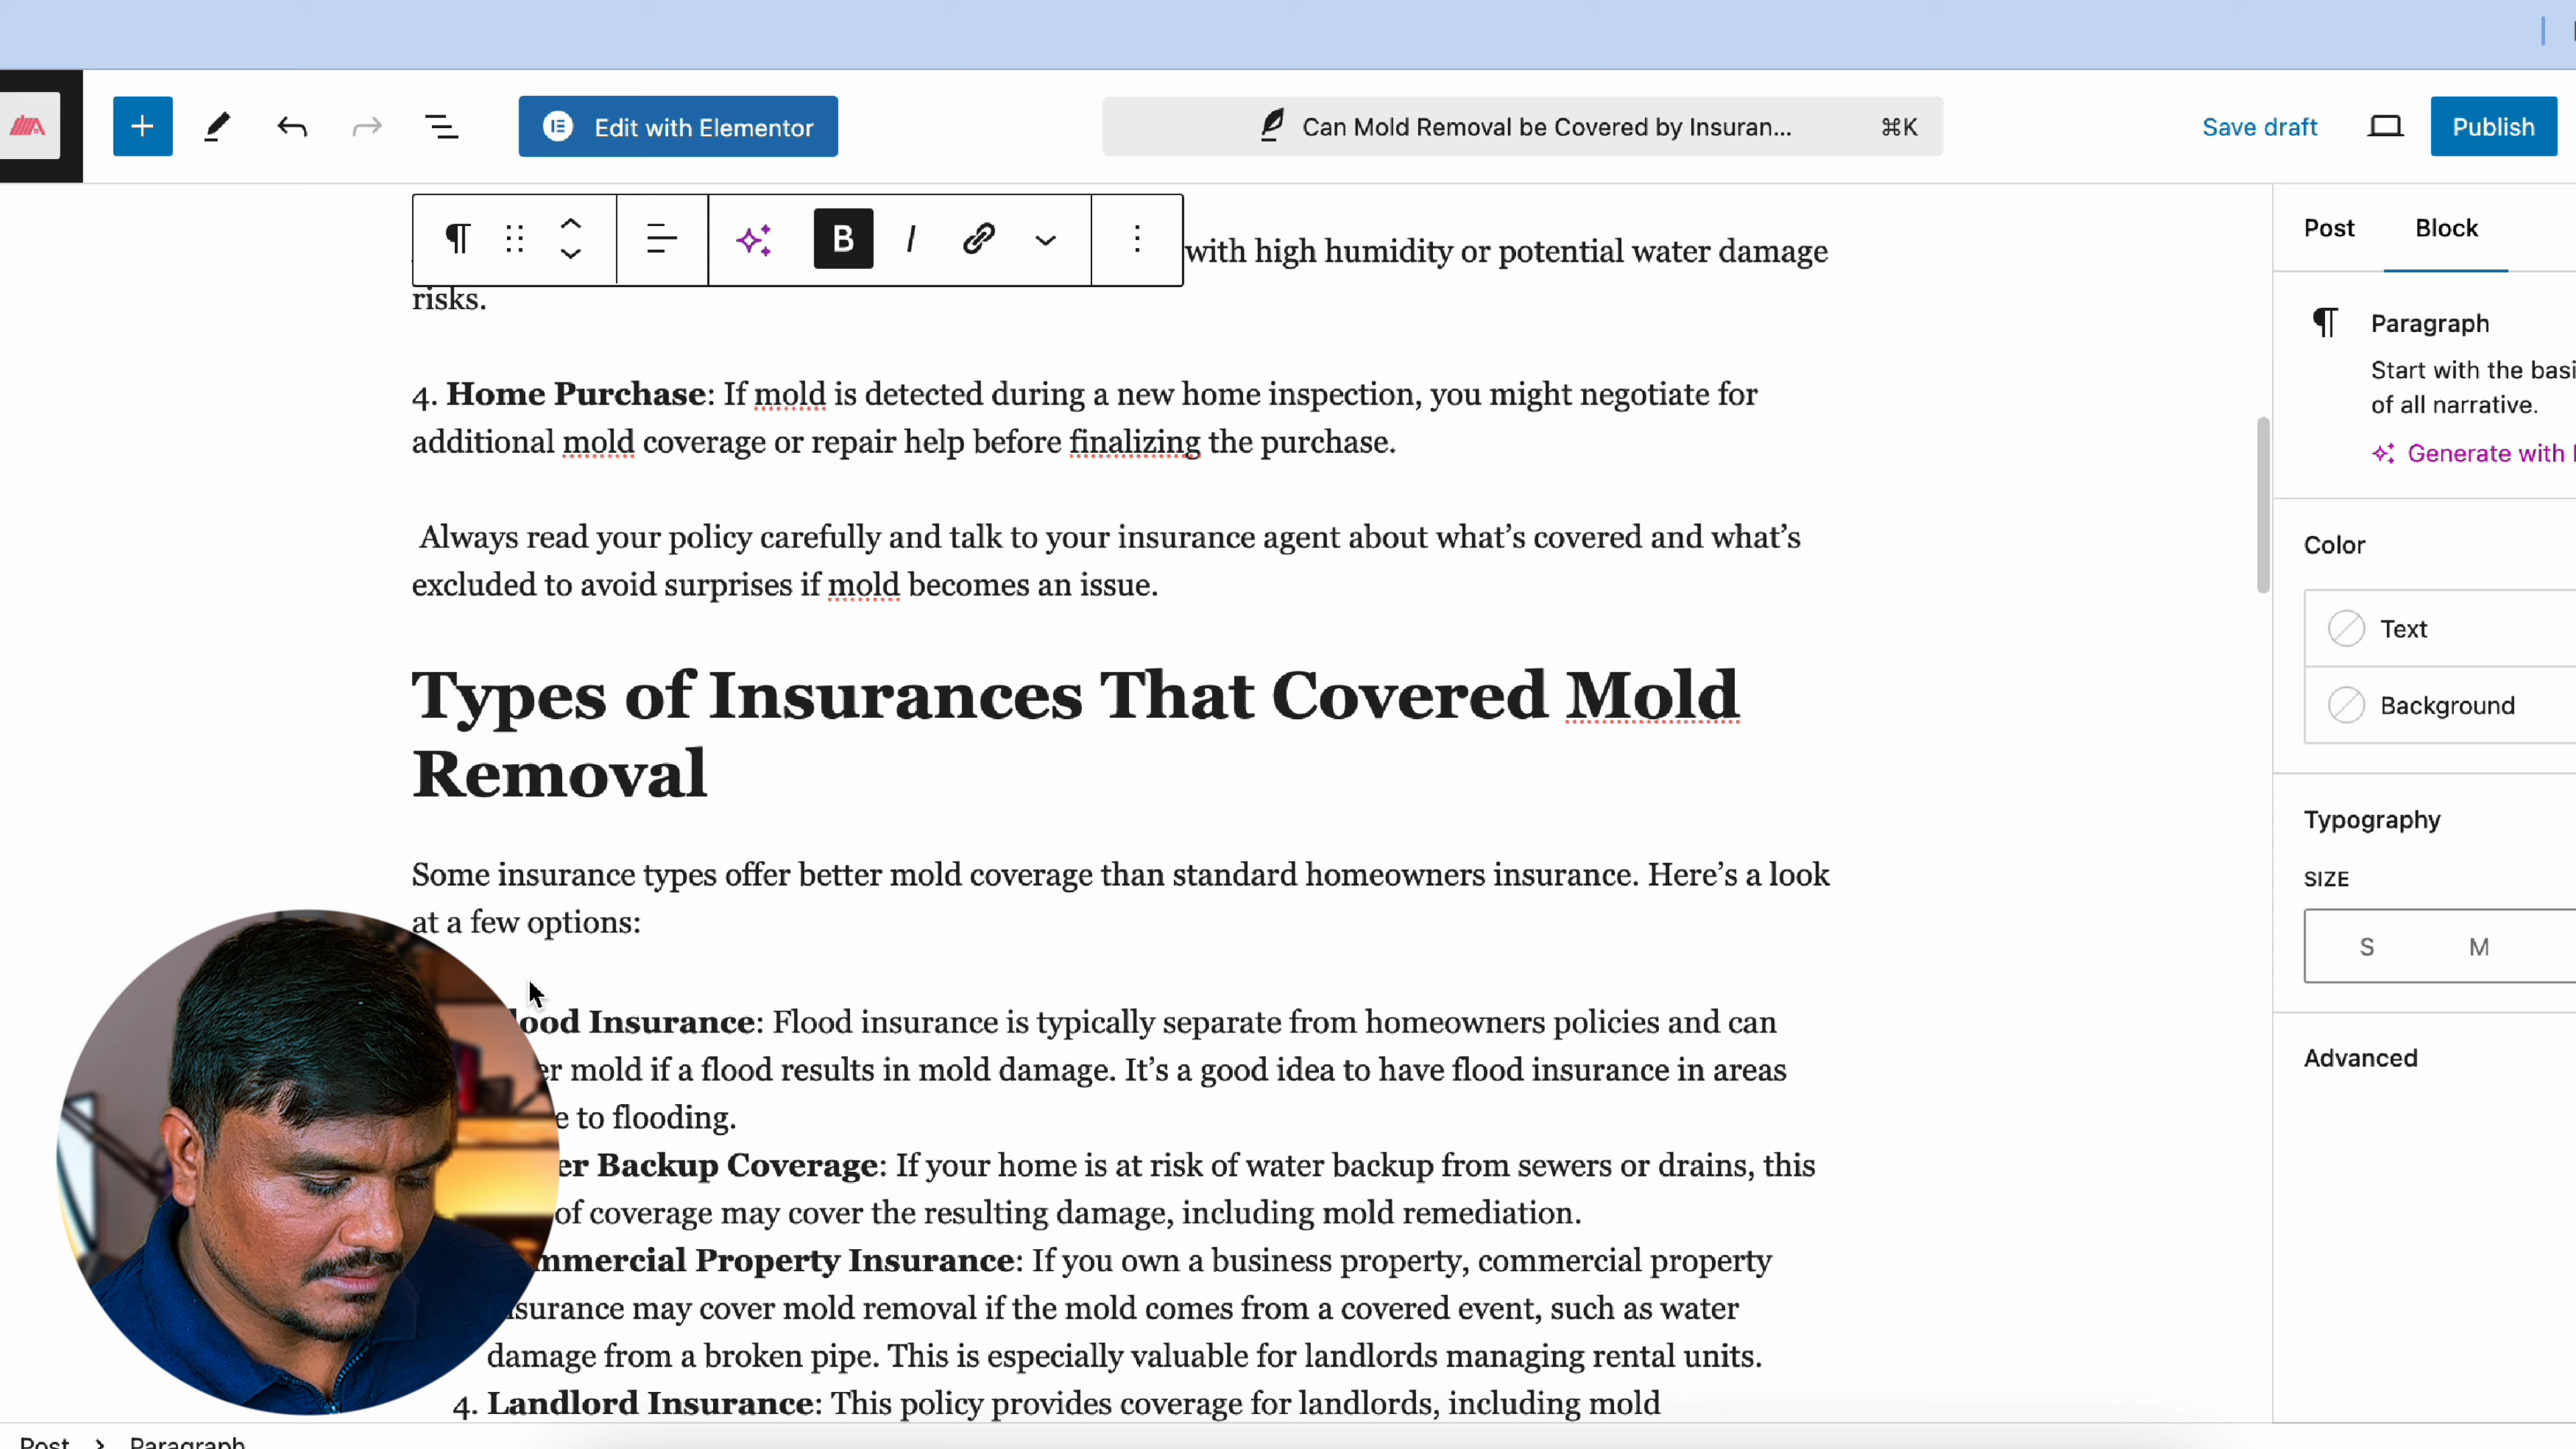 Edit with Elementor
Can Mold Removal be Covered by Insuran... ⌘K
Save draft
Publish
B I
with high humidity or potential water damage
risks.
4. Home Purchase: If mold is detected during a new home inspection, you might negotiate for
additional mold coverage or repair help before finalizing the purchase.
Always read your policy carefully and talk to your insurance agent about what’s covered and what’s
excluded to avoid surprises if mold becomes an issue.
Types of Insurances That Covered Mold
Removal
Some insurance types offer better mold coverage than standard homeowners insurance. Here’s a look
at a few options:
lood Insurance: Flood insurance is typically separate from homeowners policies and can
er mold if a flood results in mold damage. It’s a good idea to have flood insurance in areas
e to flooding.
er Backup Coverage: If your home is at risk of water backup from sewers or drains, this
of coverage may cover the resulting damage, including mold remediation.
mmercial Property Insurance: If you own a business property, commercial property
surance may cover mold removal if the mold comes from a covered event, such as water
damage from a broken pipe. This is especially valuable for landlords managing rental units.
4. Landlord Insurance: This policy provides coverage for landlords, including mold
Post > Paragraph
Post Block
Paragraph
Start with the basi
of all narrative.
Generate with
Color
Text
Background
Typography
SIZE
S M
Advanced